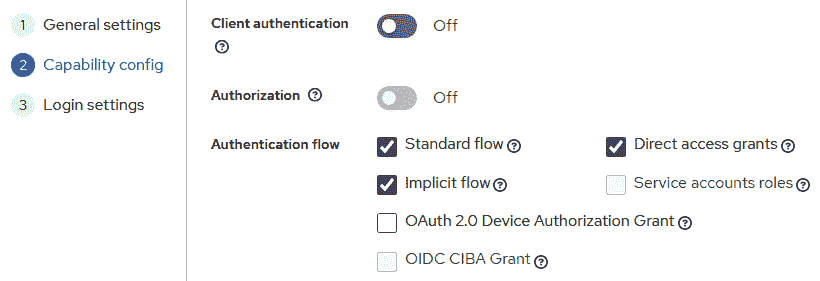 1 General settings
2 Capability config
3 Login settings
Client authentication ? Off
Authorization ? Off
Authentication flow
Standard flow ? Direct access grants ?
Implicit flow ? Service accounts roles ?
OAuth 2.0 Device Authorization Grant ?
OIDC CIBA Grant ?